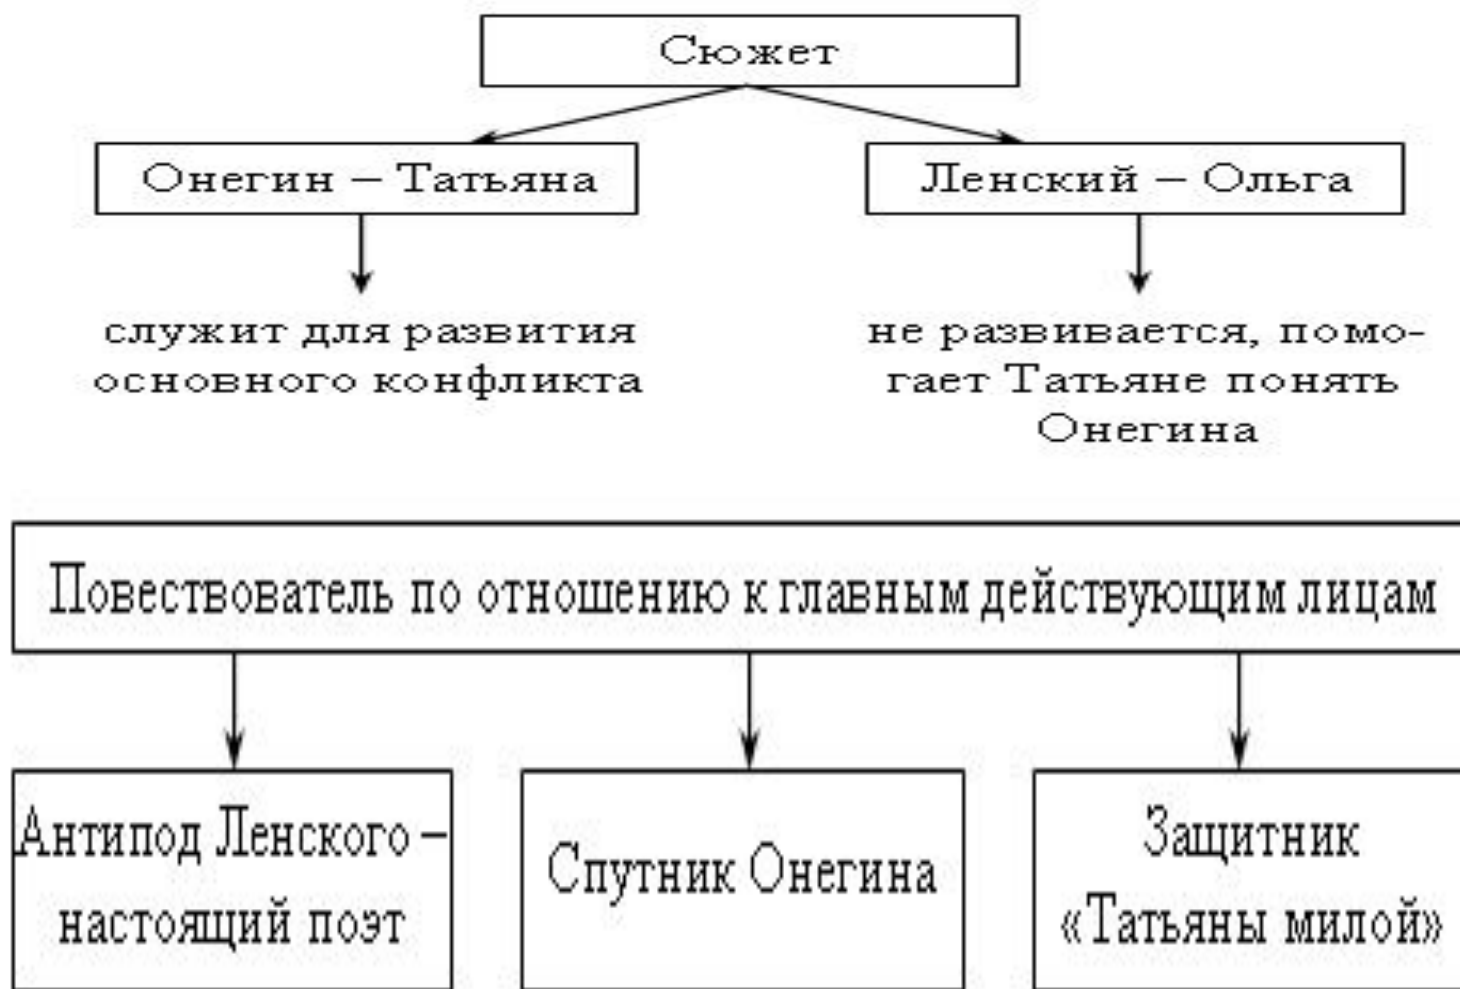 Сюжет
Онегин – Татьяна
Ленский – Ольга
служит для развития
основного конфликта
не развивается, помо-
гает Татьяне понять
Онегина
Повествователь по отношению к главным действующим лицам
Антипод Ленского –
настоящий поэт
Спутник Онегина
Защитник
«Татьяны милой»